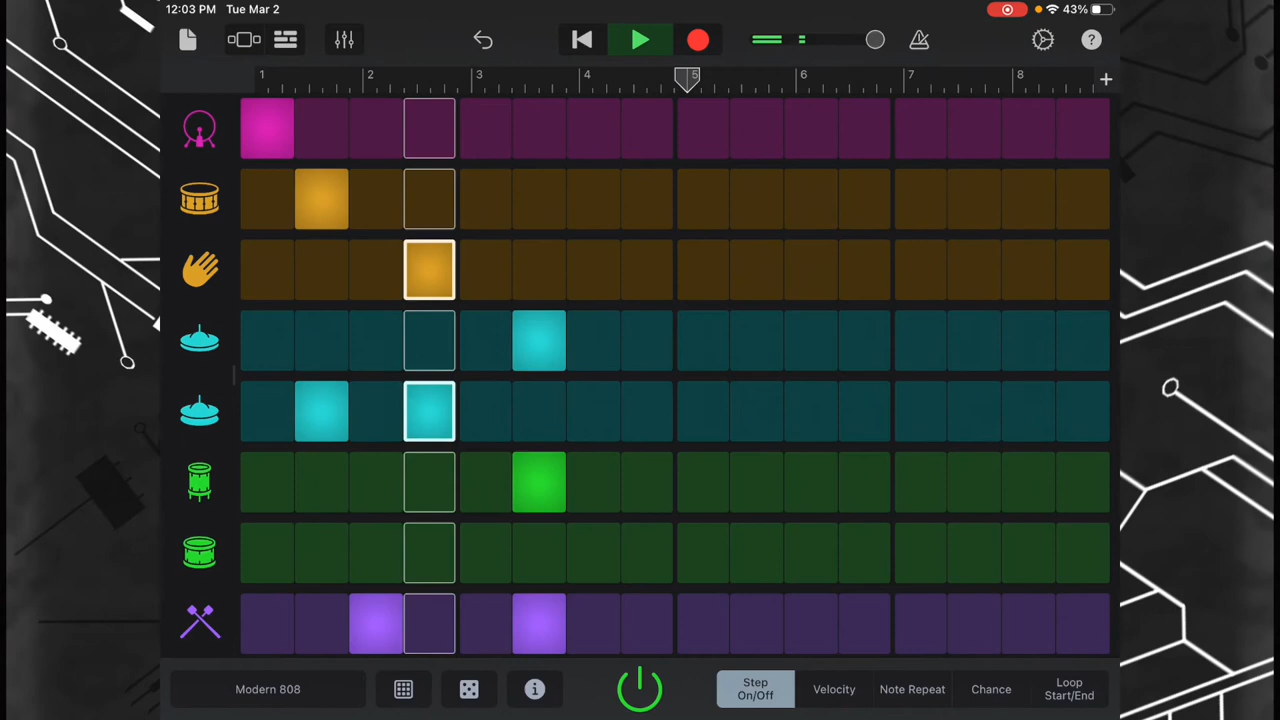 12:03 PM Tue Mar 2 43%
1 2 3 4 5 6 7 8
Modern 808
Step
On/Off
Velocity
Note Repeat
Chance
Loop
Start/End